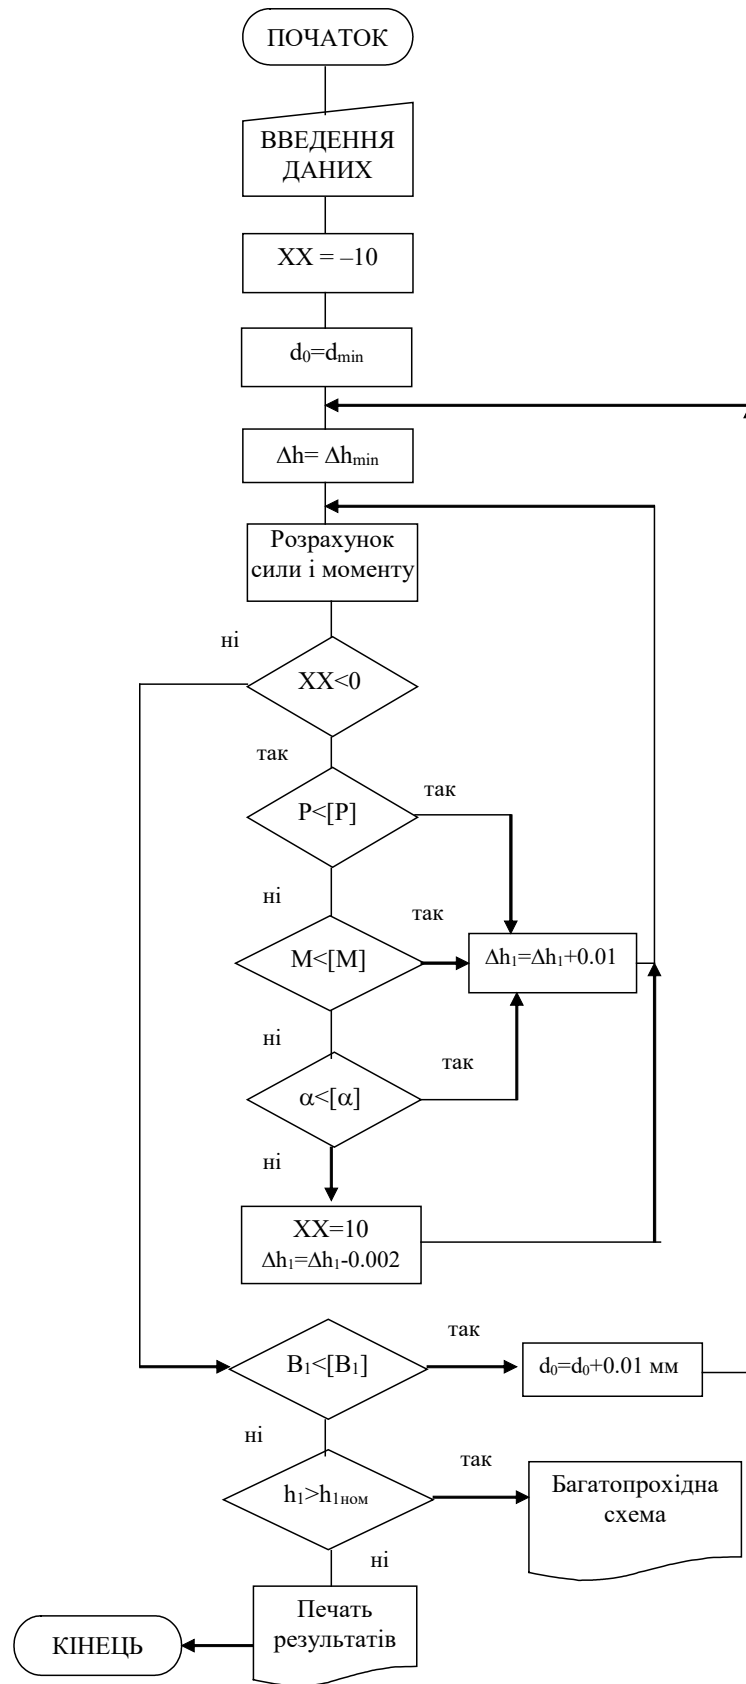 ПОЧАТОК
ВВЕДЕННЯ
ДАНИХ
XX = –10
d₀=dmin
Δh= Δhmin
Розрахунок
сили і моменту
ні
XX<0
так
P<[P]
так
ні
M<[M]
так
Δh₁=Δh₁+0.01
ні
α<[α]
так
ні
XX=10
Δh₁=Δh₁-0.002
B₁<[B₁]
так
d₀=d₀+0.01 мм
ні
h₁>h₁ном
так
Багатопрохідна
схема
ні
Печать
результатів
КІНЕЦЬ